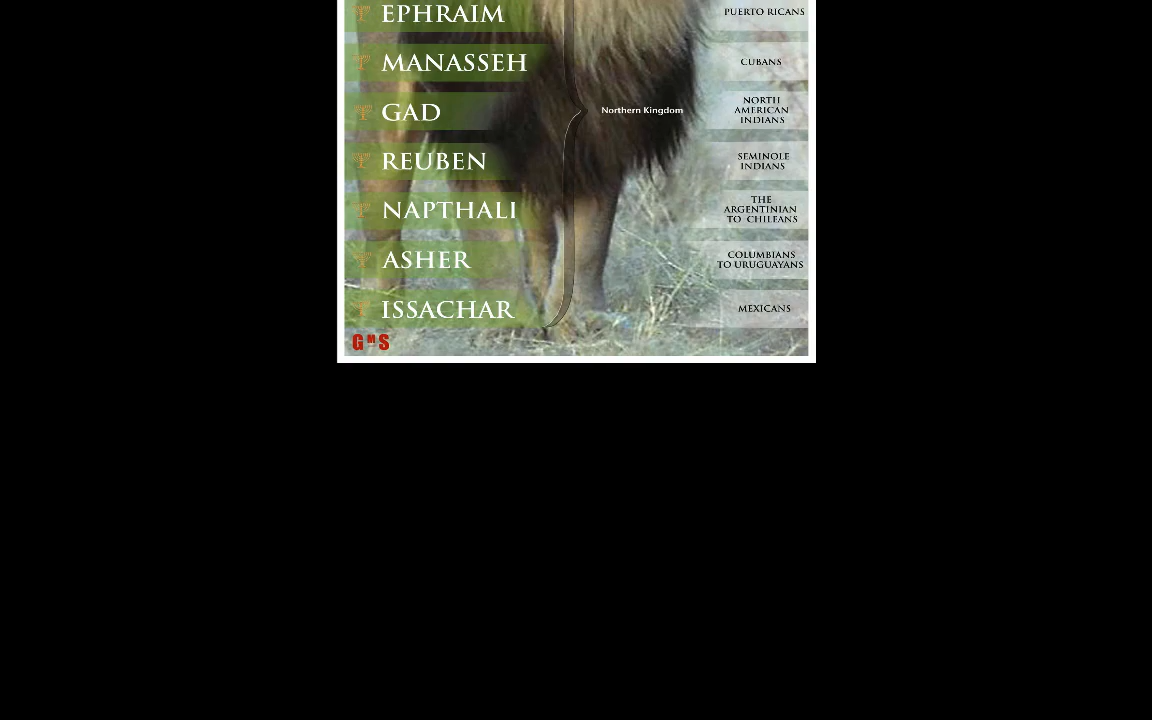 EPHRAIM
PUERTO RICANS
MANASSEH
CUBANS
GAD
Northern Kingdom
NORTH
AMERICAN
INDIANS
REUBEN
SEMINOLE
INDIANS
NAPTHALI
THE
ARGENTINIAN
TO CHILEANS
ASHER
COLUMBIANS
TO URUGUAYANS
ISSACHAR
MEXICANS
GMS